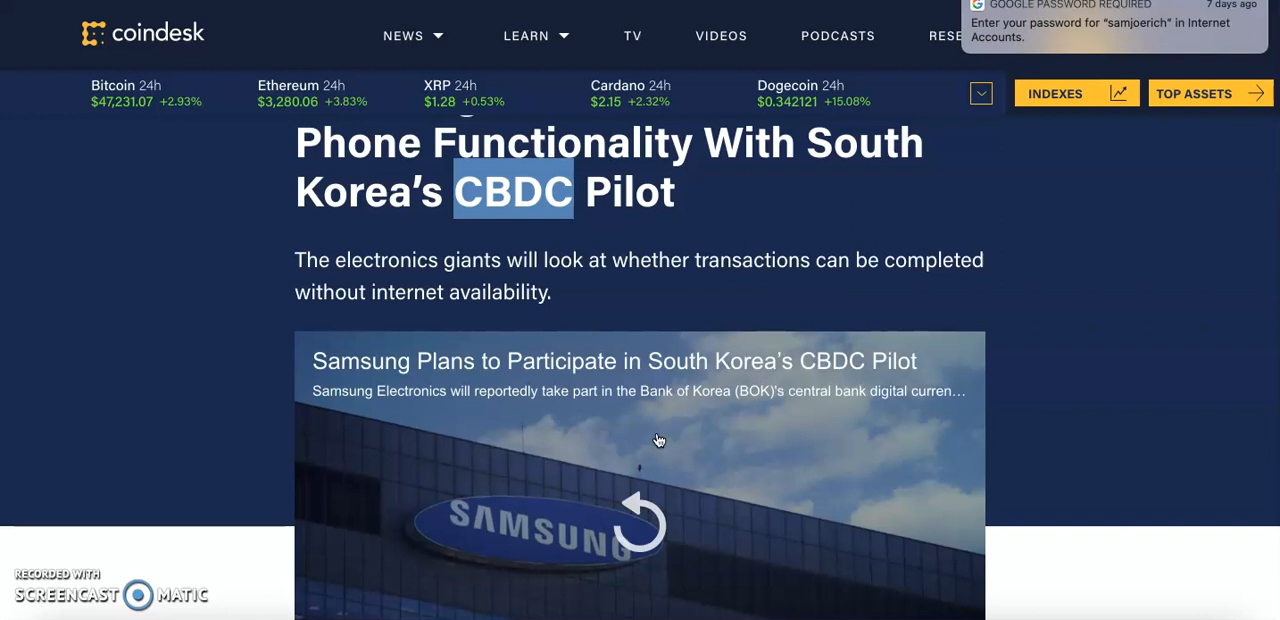 GOOGLE PASSWORD REQUIRED 7 days ago
Enter your password for “samjoerich” in Internet
Accounts.
coindesk NEWS LEARN TV VIDEOS PODCASTS RESE
Bitcoin 24h Ethereum 24h XRP 24h Cardano 24h Dogecoin 24h
$47,231.07 +2.93% $3,280.06 +3.83% $1.28 +0.53% $2.15 +2.32% $0.342121 +15.08%
INDEXES TOP ASSETS
Phone Functionality With South
Korea’s CBDC Pilot
The electronics giants will look at whether transactions can be completed
without internet availability.
Samsung Plans to Participate in South Korea’s CBDC Pilot
Samsung Electronics will reportedly take part in the Bank of Korea (BOK)'s central bank digital curren…
SAMSUNG
RECORDED WITH
SCREENCAST MATIC